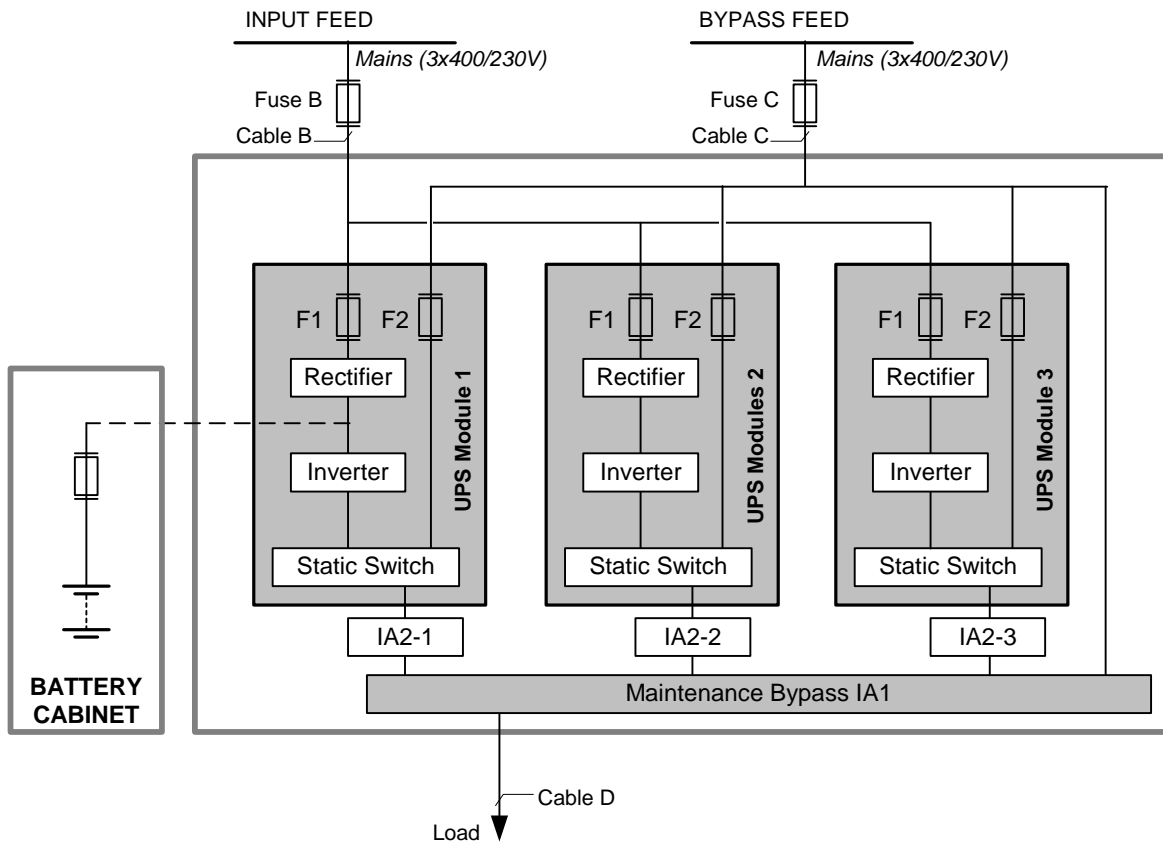 INPUT FEED
BYPASS FEED
Mains (3x400/230V)
Mains (3x400/230V)
Fuse B
Fuse C
Cable B
Cable C
F1
F2
F1
F2
F1
F2
Rectifier
Rectifier
Rectifier
UPS Module 1
UPS Modules 2
UPS Module 3
Inverter
Inverter
Inverter
Static Switch
Static Switch
Static Switch
IA2-1
IA2-2
IA2-3
BATTERY
CABINET
Maintenance Bypass IA1
Cable D
Load